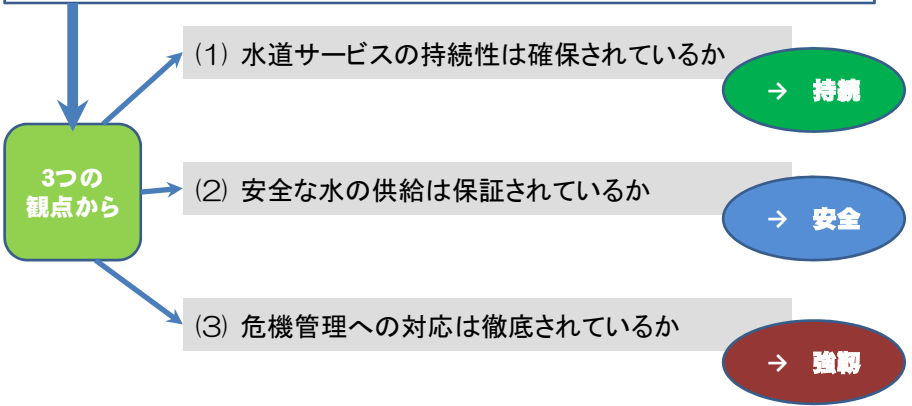 (1) 水道サービスの持続性は確保されているか
→ 持続
3つの
観点から
(2) 安全な水の供給は保証されているか
→ 安全
(3) 危機管理への対応は徹底されているか
→ 強靭